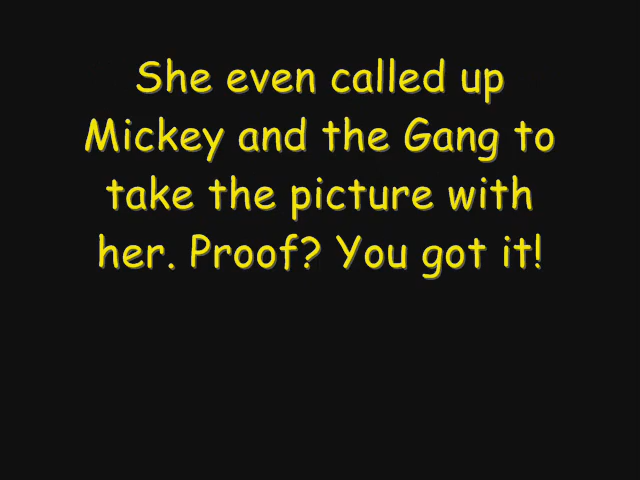 She even called up
Mickey and the Gang to
take the picture with
her. Proof? You got it!